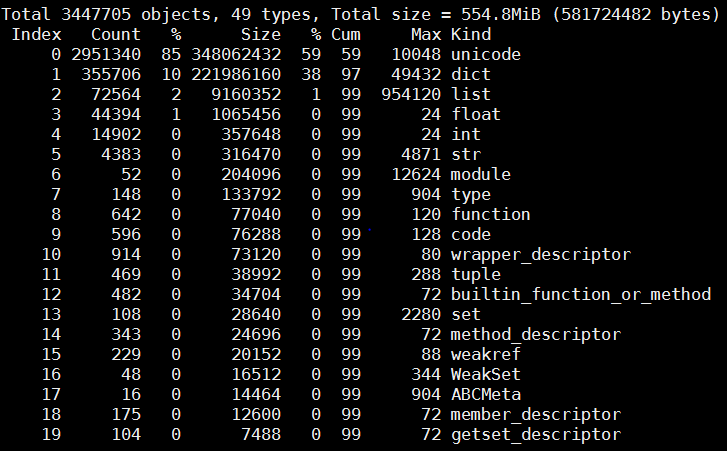 Total 3447705 objects, 49 types, Total size = 554.8MiB (581724482 bytes)
Index Count % Size % Cum Max Kind
0 2951340 85 348062432 59 59 10048 unicode
1 355706 10 221986160 38 97 49432 dict
2 72564 2 9160352 1 99 954120 list
3 44394 1 1065456 0 99 24 float
4 14902 0 357648 0 99 24 int
5 4383 0 316470 0 99 4871 str
6 52 0 204096 0 99 12624 module
7 148 0 133792 0 99 904 type
8 642 0 77040 0 99 120 function
9 596 0 76288 0 99 128 code
10 914 0 73120 0 99 80 wrapper_descriptor
11 469 0 38992 0 99 288 tuple
12 482 0 34704 0 99 72 builtin_function_or_method
13 108 0 28640 0 99 2280 set
14 343 0 24696 0 99 72 method_descriptor
15 229 0 20152 0 99 88 weakref
16 48 0 16512 0 99 344 WeakSet
17 16 0 14464 0 99 904 ABCMeta
18 175 0 12600 0 99 72 member_descriptor
19 104 0 7488 0 99 72 getset_descriptor